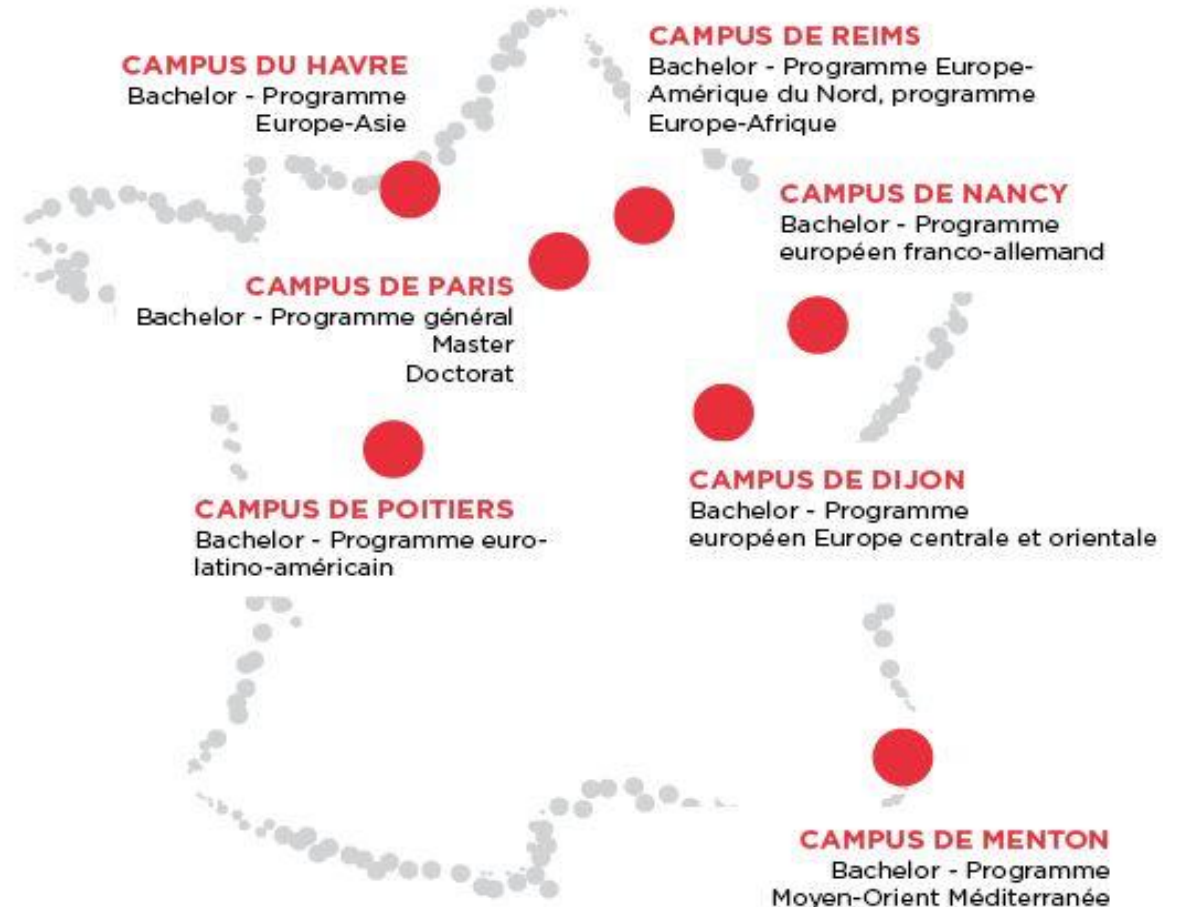 CAMPUS DU HAVRE
Bachelor - Programme
Europe-Asie
CAMPUS DE REIMS
Bachelor - Programme Europe-
Amérique du Nord, programme
Europe-Afrique
CAMPUS DE NANCY
Bachelor - Programme
européen franco-allemand
CAMPUS DE PARIS
Bachelor - Programme général
Master
Doctorat
CAMPUS DE POITIERS
Bachelor - Programme euro-
latino-américain
CAMPUS DE DIJON
Bachelor - Programme
européen Europe centrale et orientale
CAMPUS DE MENTON
Bachelor - Programme
Moyen-Orient Méditerranée